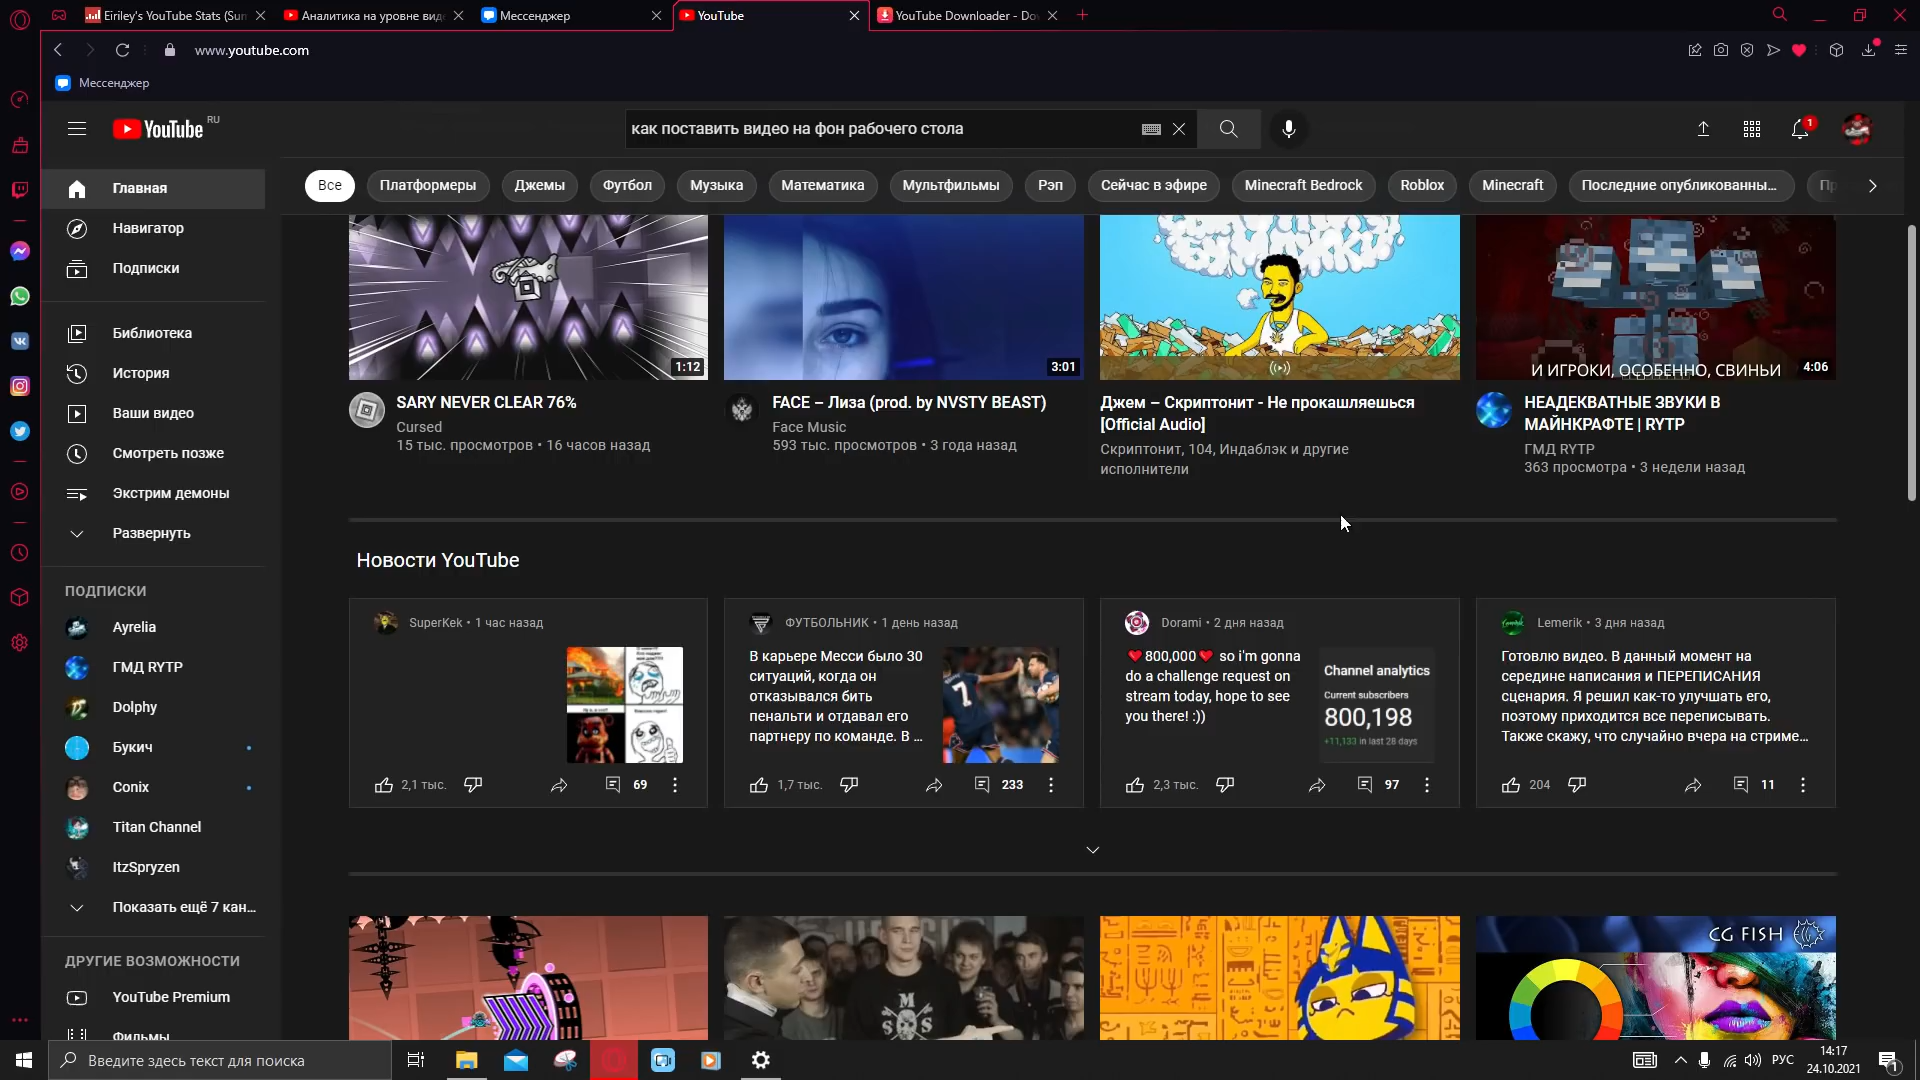 Eiriley's YouTube Stats (Sum
Аналитика на уровне вид
Мессенджер
YouTube
YouTube Downloader - Do
www.youtube.com
Мессенджер
YouTube RU
как поставить видео на фон рабочего стола
1
Все
Платформеры
Джемы
Футбол
Музыка
Математика
Мультфильмы
Рэп
Сейчас в эфире
Minecraft Bedrock
Roblox
Minecraft
Последние опубликованны...
Главная
Навигатор
Подписки
Библиотека
История
Ваши видео
Смотреть позже
Экстрим демоны
Развернуть
ПОДПИСКИ
Ayrelia
ГМД RYTP
Dolphy
Букич
Conix
Titan Channel
ItzSpryzen
Показать ещё 7 кан...
ДРУГИЕ ВОЗМОЖНОСТИ
YouTube Premium
Фильмы
1:12
SARY NEVER CLEAR 76%
Cursed
15 тыс. просмотров • 16 часов назад
3:01
FACE – Лиза (prod. by NVSTY BEAST)
Face Music
593 тыс. просмотров • 3 года назад
Джем – Скриптонит - Не прокашляешься
[Official Audio]
Скриптонит, 104, Индаблэк и другие
исполнители
И ИГРОКИ, ОСОБЕННО, СВИНЬИ
4:06
НЕАДЕКВАТНЫЕ ЗВУКИ В
МАЙНКРАФТЕ | RYTP
ГМД RYTP
363 просмотра • 3 недели назад
Новости YouTube
SuperKek • 1 час назад
2,1 тыс.
69
ФУТБОЛЬНИК • 1 день назад
В карьере Месси было 30
ситуаций, когда он
отказывался бить
пенальти и отдавал его
партнеру по команде. В ...
7
1,7 тыс.
233
Dorami • 2 дня назад
❤800,000❤ so i'm gonna
do a challenge request on
stream today, hope to see
you there! :))
Channel analytics
Current subscribers
800,198
+11,133 in last 28 days
2,3 тыс.
97
Lemerik • 3 дня назад
Готовлю видео. В данный момент на
середине написания и ПЕРЕПИСАНИЯ
сценария. Я решил как-то улучшать его,
поэтому приходится все переписывать.
Также скажу, что случайно вчера на стриме...
204
11
M
S S
CG FISH
Введите здесь текст для поиска
РУС
14:17
24.10.2021
1